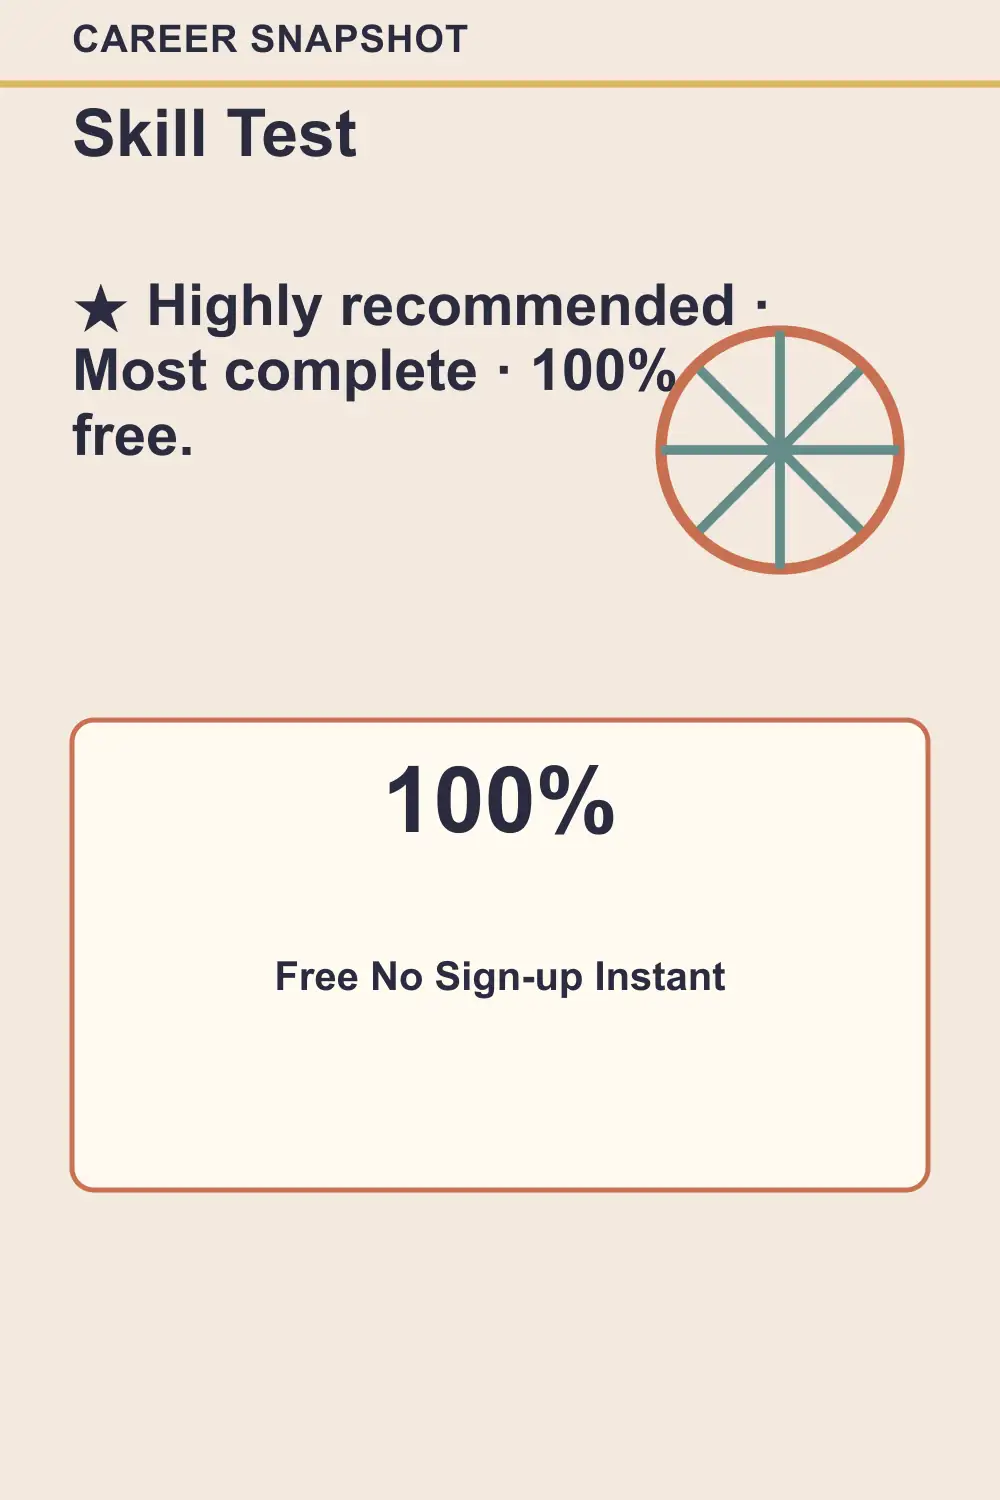 CAREER SNAPSHOT
Skill Test
★ Highly recommended ·
Most complete · 100%
free.
100%
Free No Sign-up Instant